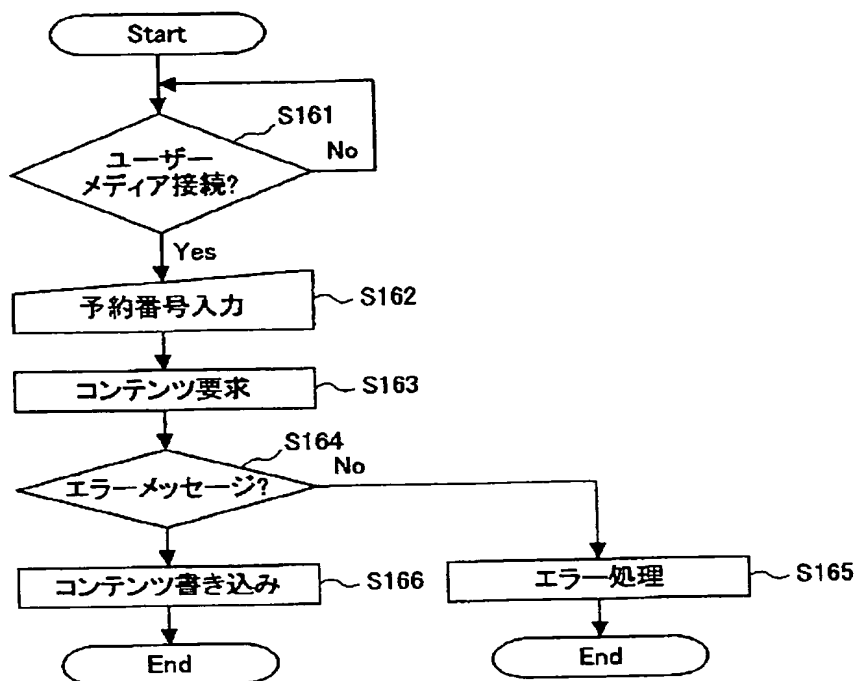 Start
S161
No
ユーザー
メディア接続?
Yes
予約番号入力
S162
コンテンツ要求
S163
S164
No
エラーメッセージ?
コンテンツ書き込み
S166
エラー処理
S165
End
End